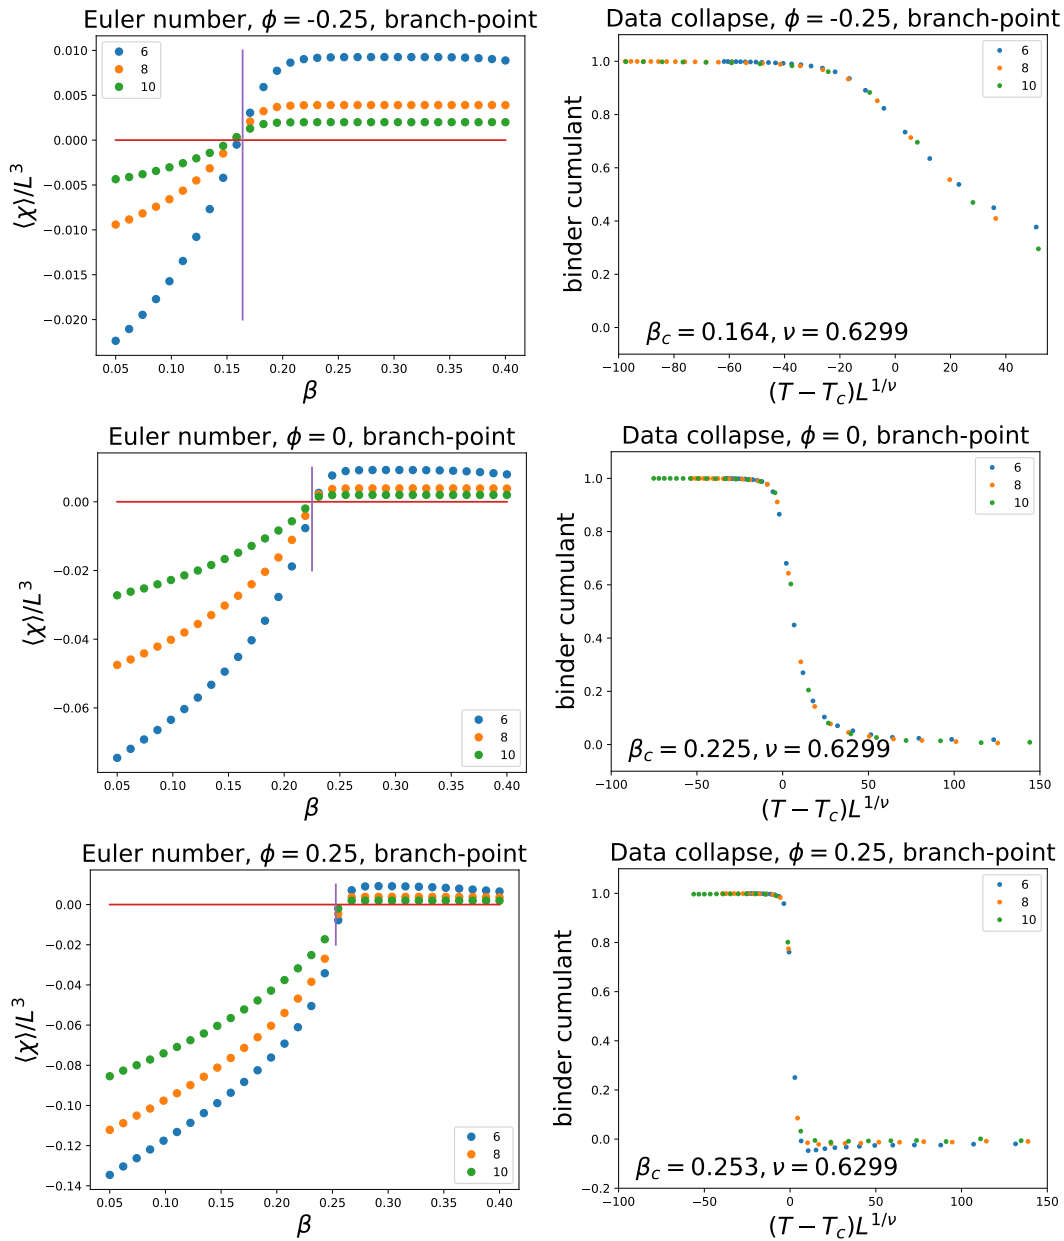 Euler number, ϕ = -0.25, branch-point
0.010
0.005
0.000
−0.005
−0.010
−0.015
−0.020
⟨χ⟩/L³
6
8
10
0.05 0.10 0.15 0.20 0.25 0.30 0.35 0.40
β
Data collapse, ϕ = -0.25, branch-point
1.0
0.8
0.6
0.4
0.2
0.0
binder cumulant
6
8
10
β_c = 0.164, ν = 0.6299
−100 −80 −60 −40 −20 0 20 40
(T − T_c)L^{1/ν}
Euler number, ϕ = 0, branch-point
0.00
−0.02
−0.04
−0.06
⟨χ⟩/L³
6
8
10
0.05 0.10 0.15 0.20 0.25 0.30 0.35 0.40
β
Data collapse, ϕ = 0, branch-point
1.0
0.8
0.6
0.4
0.2
0.0
binder cumulant
6
8
10
β_c = 0.225, ν = 0.6299
−100 −50 0 50 100 150
(T − T_c)L^{1/ν}
Euler number, ϕ = 0.25, branch-point
0.00
−0.02
−0.04
−0.06
−0.08
−0.10
−0.12
−0.14
⟨χ⟩/L³
6
8
10
0.05 0.10 0.15 0.20 0.25 0.30 0.35 0.40
β
Data collapse, ϕ = 0.25, branch-point
1.0
0.8
0.6
0.4
0.2
0.0
−0.2
binder cumulant
6
8
10
β_c = 0.253, ν = 0.6299
−100 −50 0 50 100 150
(T − T_c)L^{1/ν}